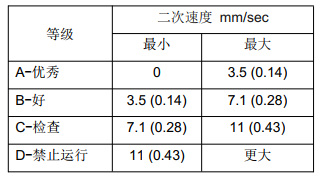 等级 二次速度 mm/sec
最小 最大
A-优秀 0 3.5 (0.14)
B-好 3.5 (0.14) 7.1 (0.28)
C-检查 7.1 (0.28) 11 (0.43)
D-禁止运行 11 (0.43) 更大